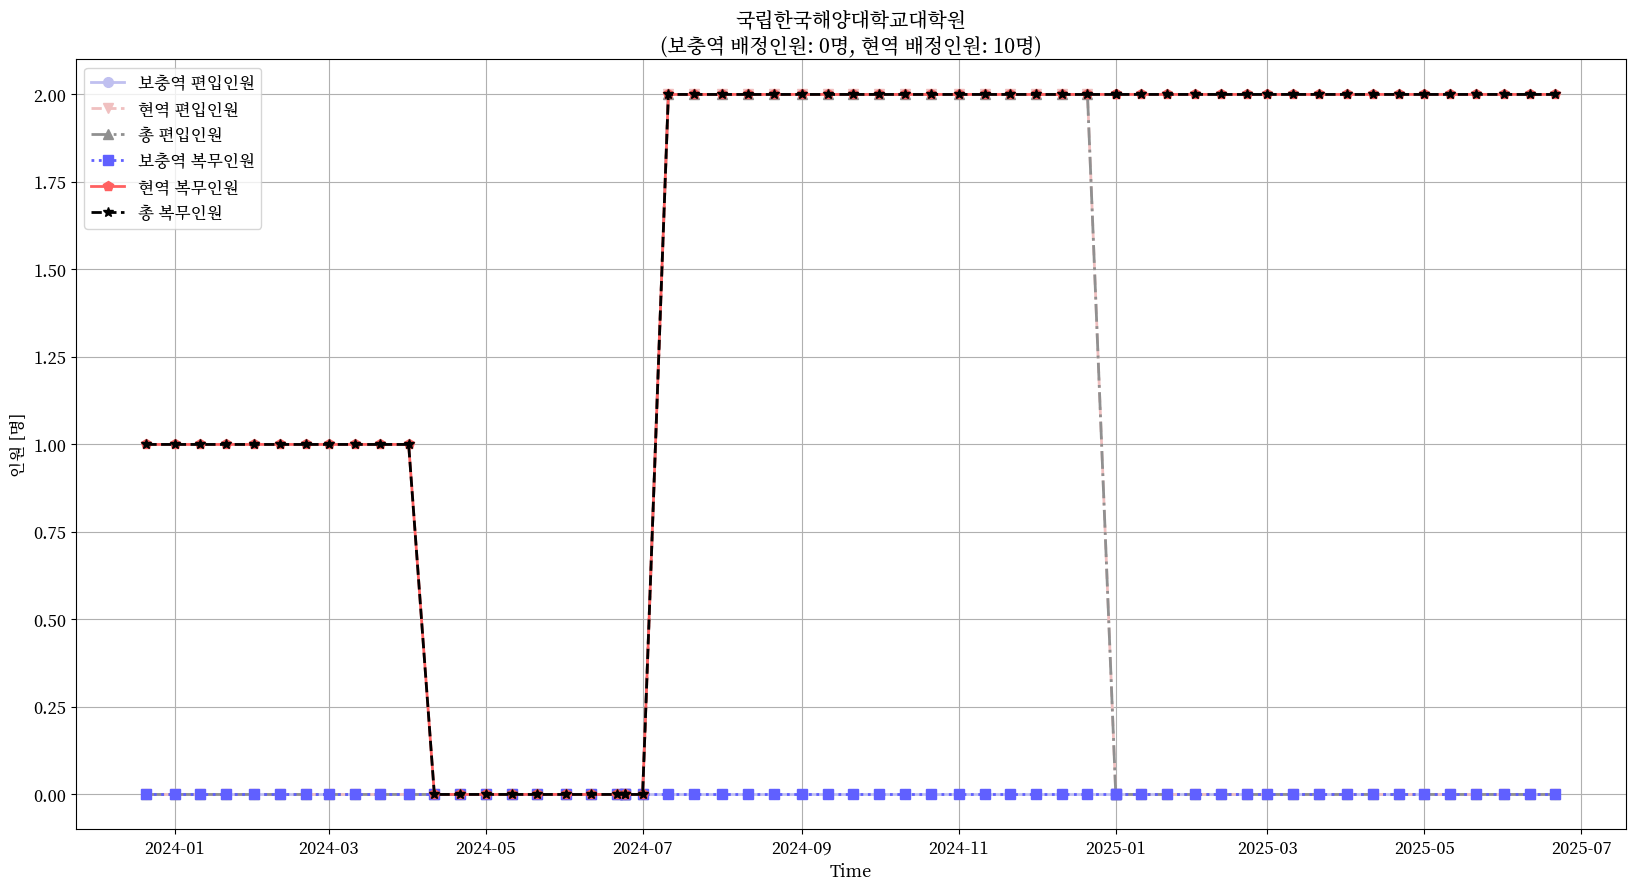 국립한국해양대학교대학원
(보충역 배정인원: 0명, 현역 배정인원: 10명)
보충역 편입인원
현역 편입인원
총 편입인원
보충역 복무인원
현역 복무인원
총 복무인원
2.00
1.75
1.50
1.25
1.00
0.75
0.50
0.25
0.00
인원 [명]
2024-01
2024-03
2024-05
2024-07
2024-09
2024-11
2025-01
2025-03
2025-05
2025-07
Time